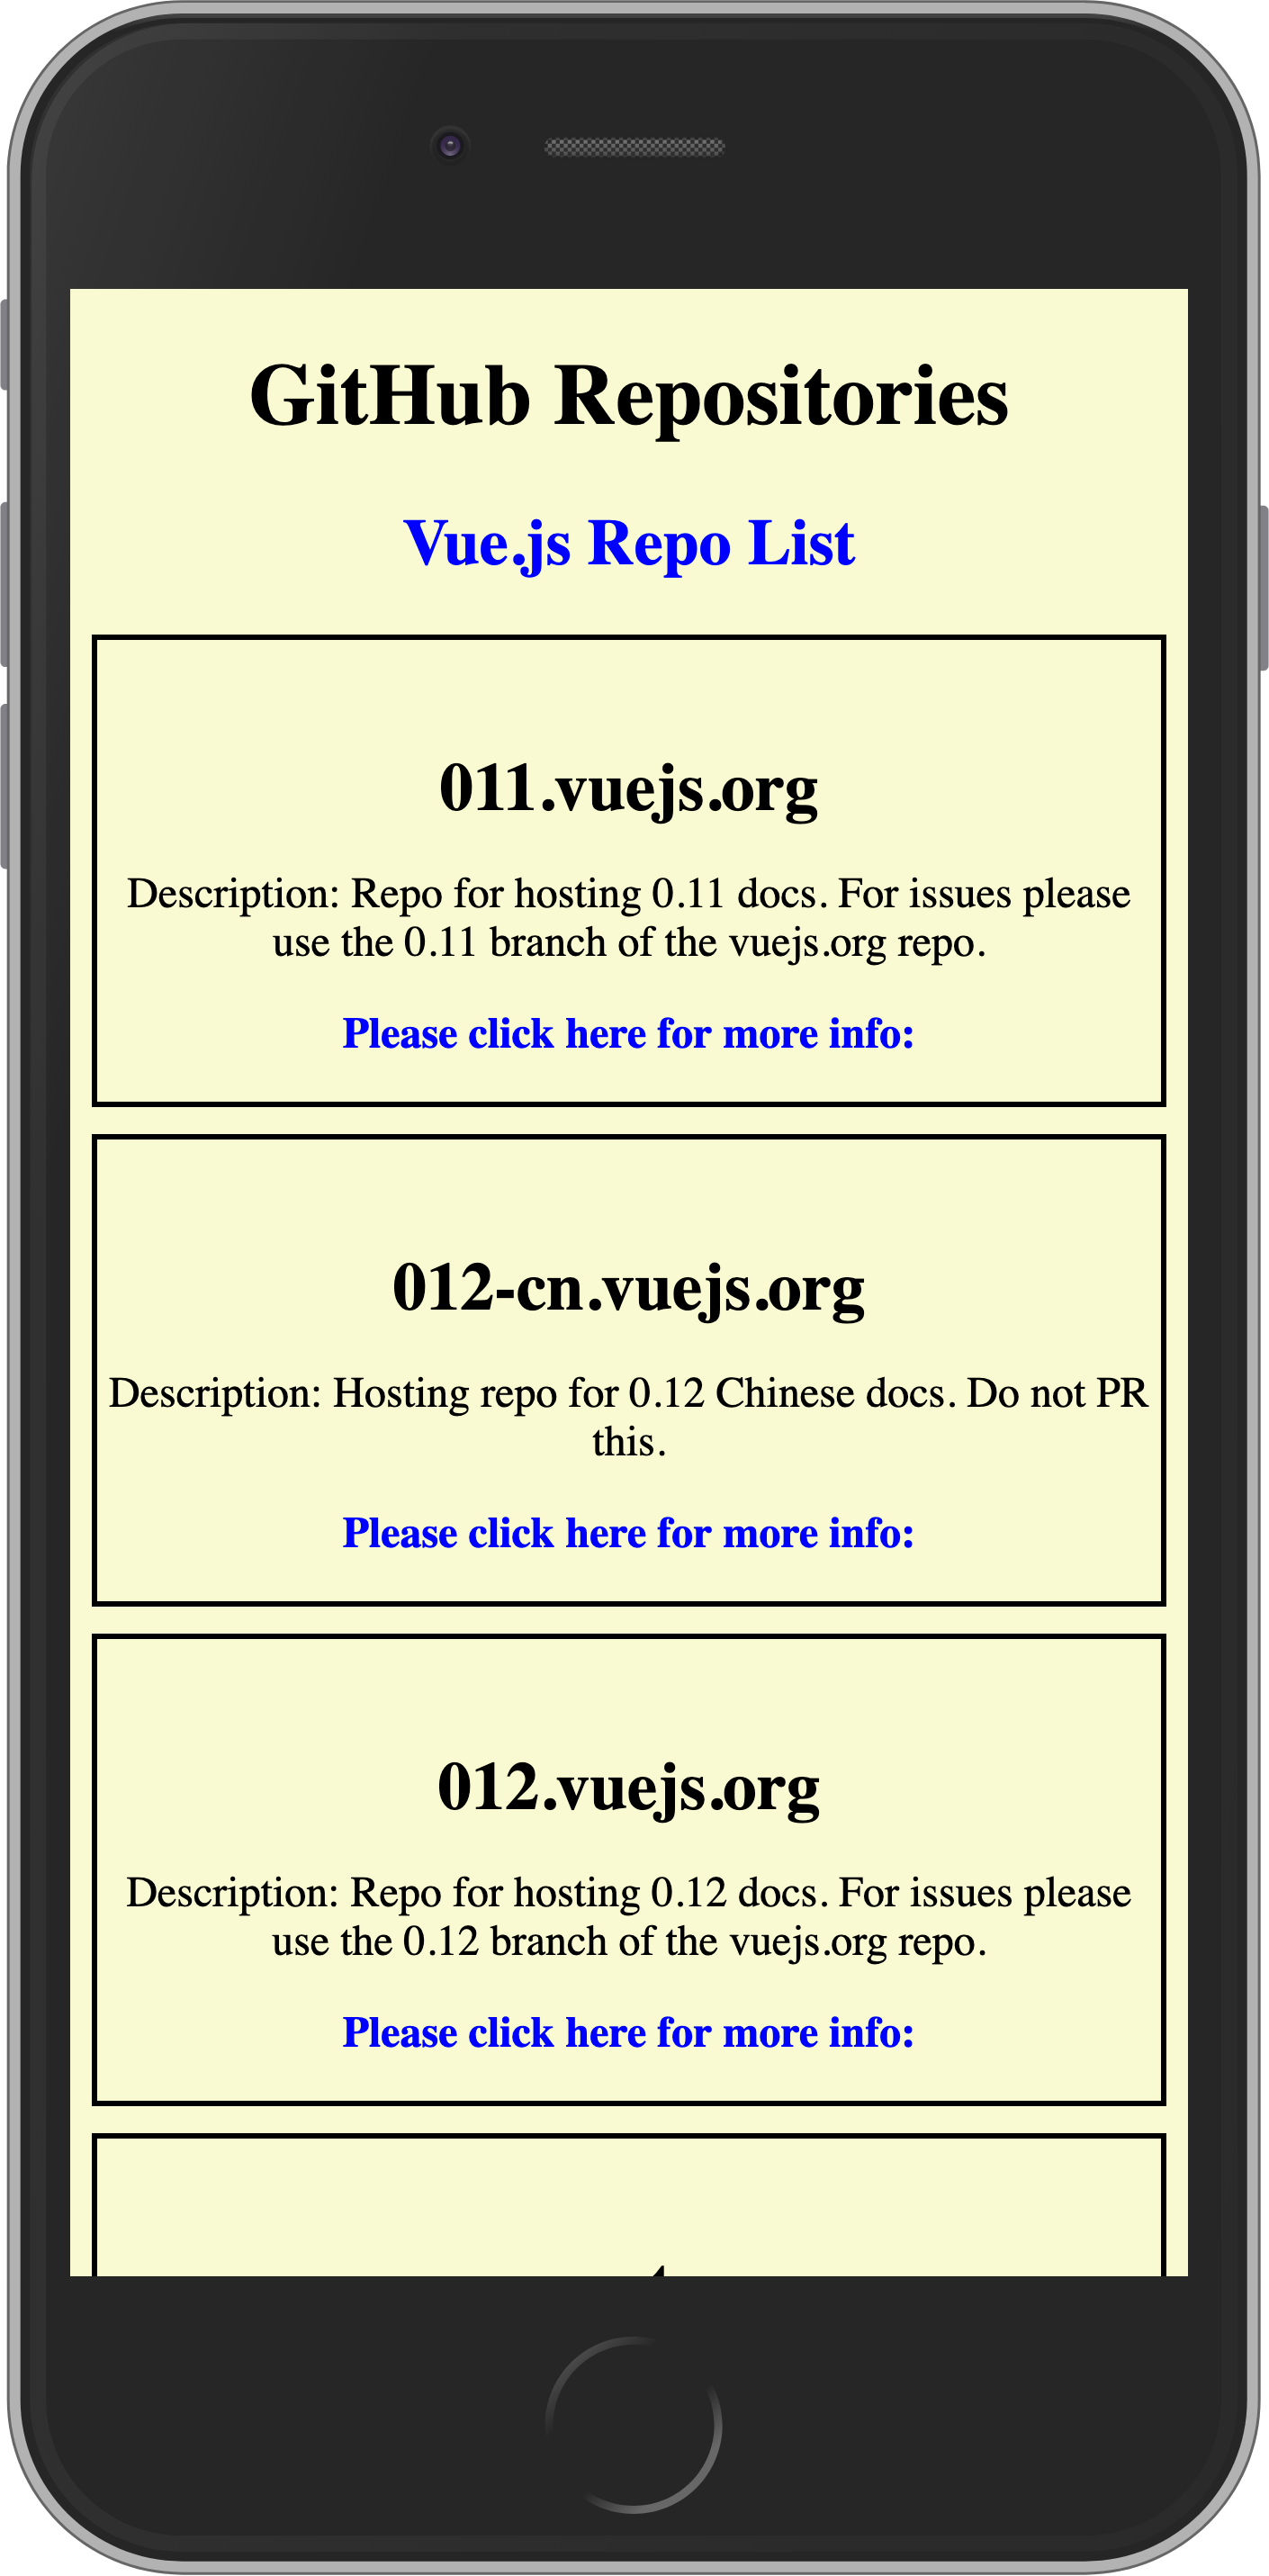 GitHub Repositories
Vue.js Repo List
011.vuejs.org
Description: Repo for hosting 0.11 docs. For issues please
use the 0.11 branch of the vuejs.org repo.
Please click here for more info:
012-cn.vuejs.org
Description: Hosting repo for 0.12 Chinese docs. Do not PR
this.
Please click here for more info:
012.vuejs.org
Description: Repo for hosting 0.12 docs. For issues please
use the 0.12 branch of the vuejs.org repo.
Please click here for more info: